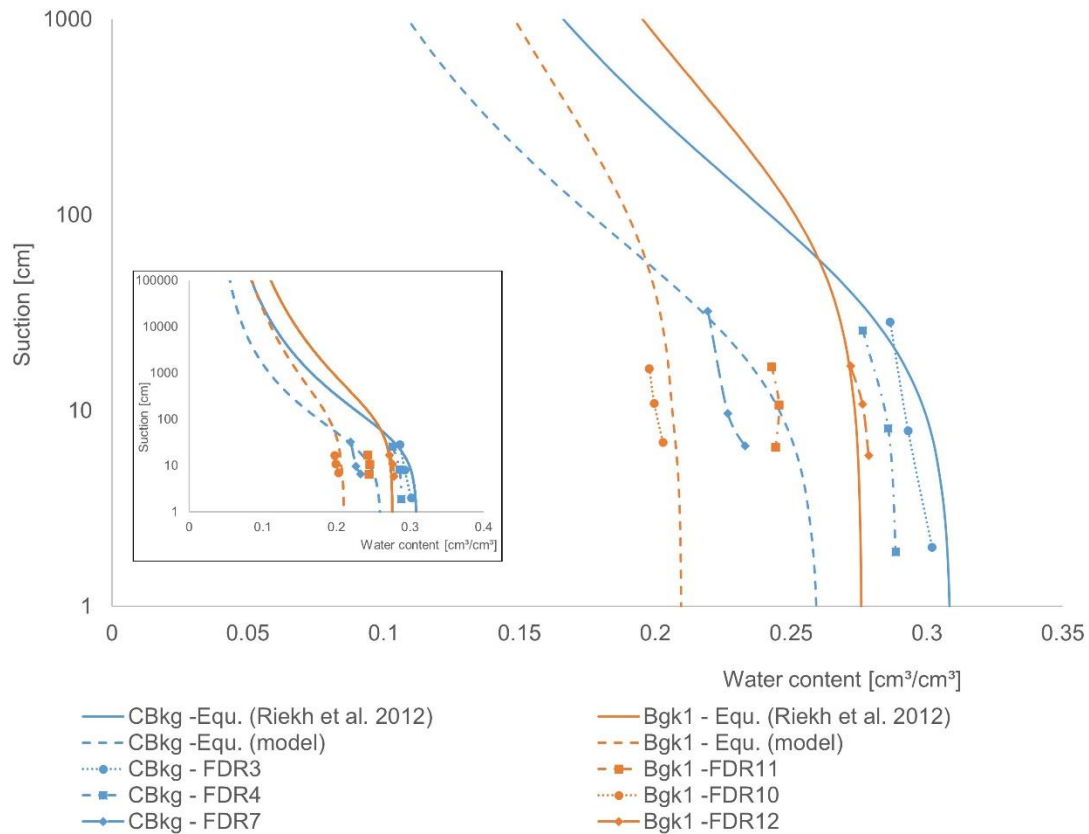 1000
100
10
1
Suction [cm]
0
0.05
0.1
0.15
0.2
0.25
0.3
0.35
Water content [cm³/cm³]
100000
10000
1000
100
10
1
Suction [cm]
0
0.1
0.2
0.3
0.4
Water content [cm³/cm³]
CBkg -Equ. (Riekh et al. 2012)
CBkg -Equ. (model)
CBkg - FDR3
CBkg - FDR4
CBkg - FDR7
Bgk1 - Equ. (Riekh et al. 2012)
Bgk1 - Equ. (model)
Bgk1 -FDR11
Bgk1 -FDR10
Bgk1 -FDR12